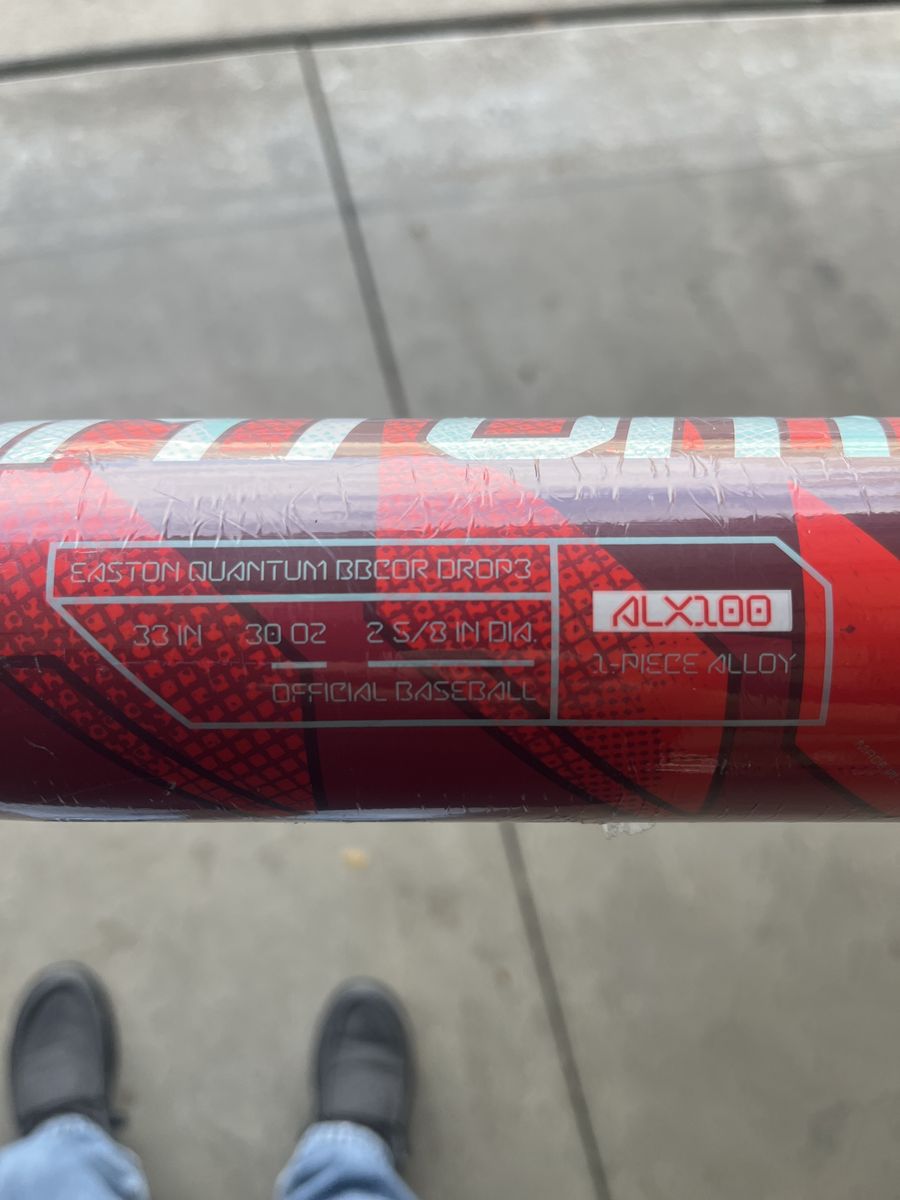 EASTON QUANTUM BBCOR DROP3
33 IN 30 OZ 2 5/8 IN DIA.
OFFICIAL BASEBALL
ALX100
1-PIECE ALLOY